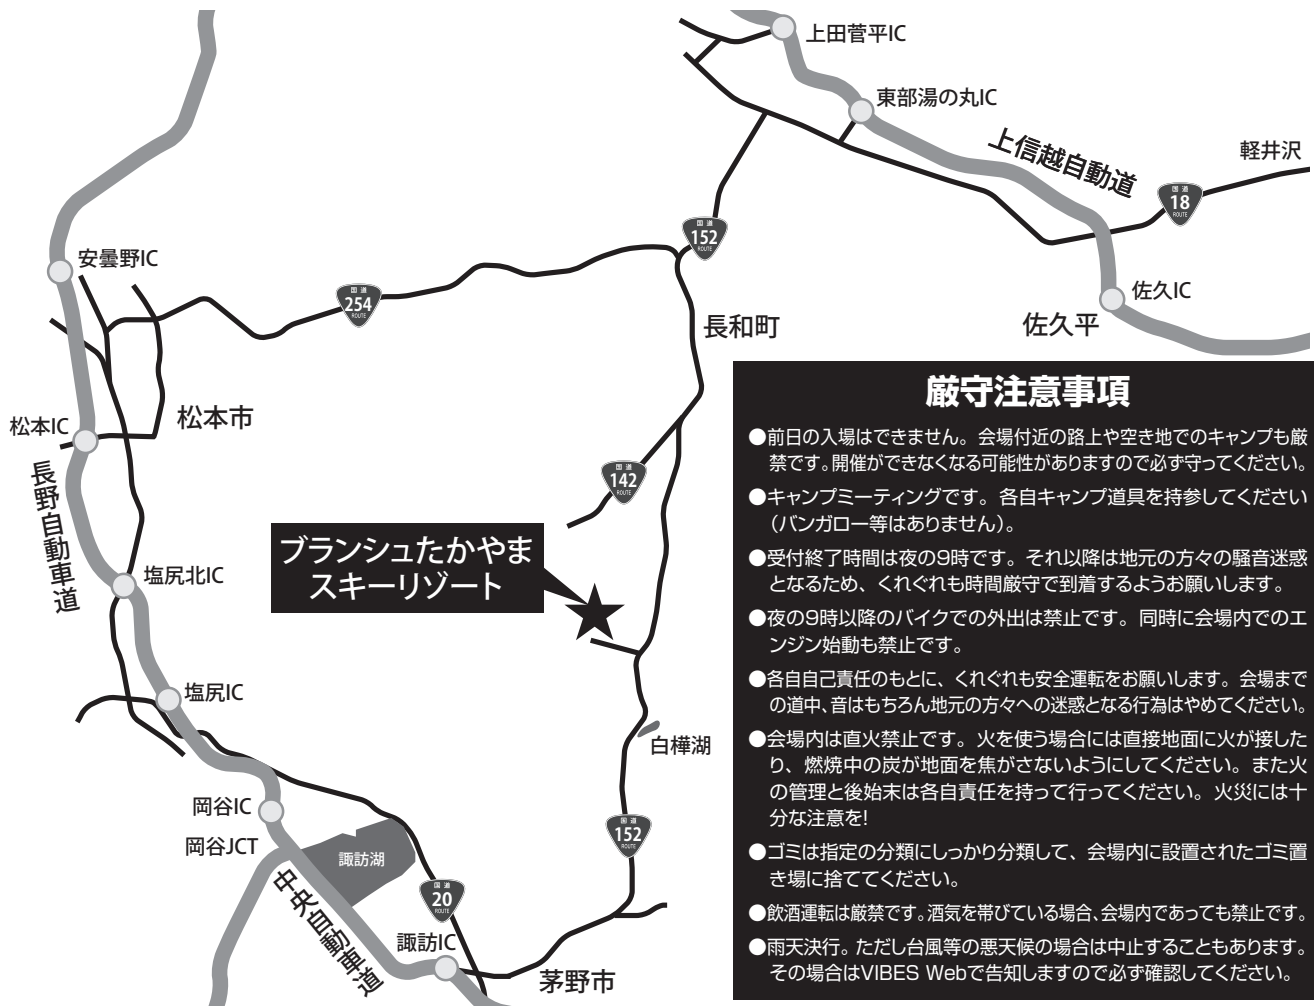 上田菅平IC
東部湯の丸IC
上信越自動道
軽井沢
国道
18
ROUTE
国道
152
ROUTE
安曇野IC
国道
254
ROUTE
佐久IC
佐久平
長和町
松本市
松本IC
長野自動車道
国道
142
ROUTE
ブランシュたかやま
スキーリゾート
塩尻北IC
塩尻IC
白樺湖
岡谷IC
岡谷JCT
諏訪湖
国道
152
ROUTE
中央自動車道
国道
20
ROUTE
諏訪IC
茅野市
厳守注意事項
●前日の入場はできません。会場付近の路上や空き地でのキャンプも厳
禁です。開催ができなくなる可能性がありますので必ず守ってください。
●キャンプミーティングです。各自キャンプ道具を持参してください
(バンガロー等はありません)。
●受付終了時間は夜の9時です。それ以降は地元の方々の騒音迷惑
となるため、くれぐれも時間厳守で到着するようお願いします。
●夜の9時以降のバイクでの外出は禁止です。同時に会場内でのエ
ンジン始動も禁止です。
●各自自己責任のもとに、くれぐれも安全運転をお願いします。会場まで
の道中、音はもちろん地元の方々への迷惑となる行為はやめてください。
●会場内は直火禁止です。火を使う場合には直接地面に火が接した
り、燃焼中の炭が地面を焦がさないようにしてください。また火
の管理と後始末は各自責任を持って行ってください。火災には十
分な注意を!
●ゴミは指定の分類にしっかり分類して、会場内に設置されたゴミ置
き場に捨ててください。
●飲酒運転は厳禁です。酒気を帯びている場合、会場内であっても禁止です。
●雨天決行。ただし台風等の悪天候の場合は中止することもあります。
その場合はVIBES Webで告知しますので必ず確認してください。